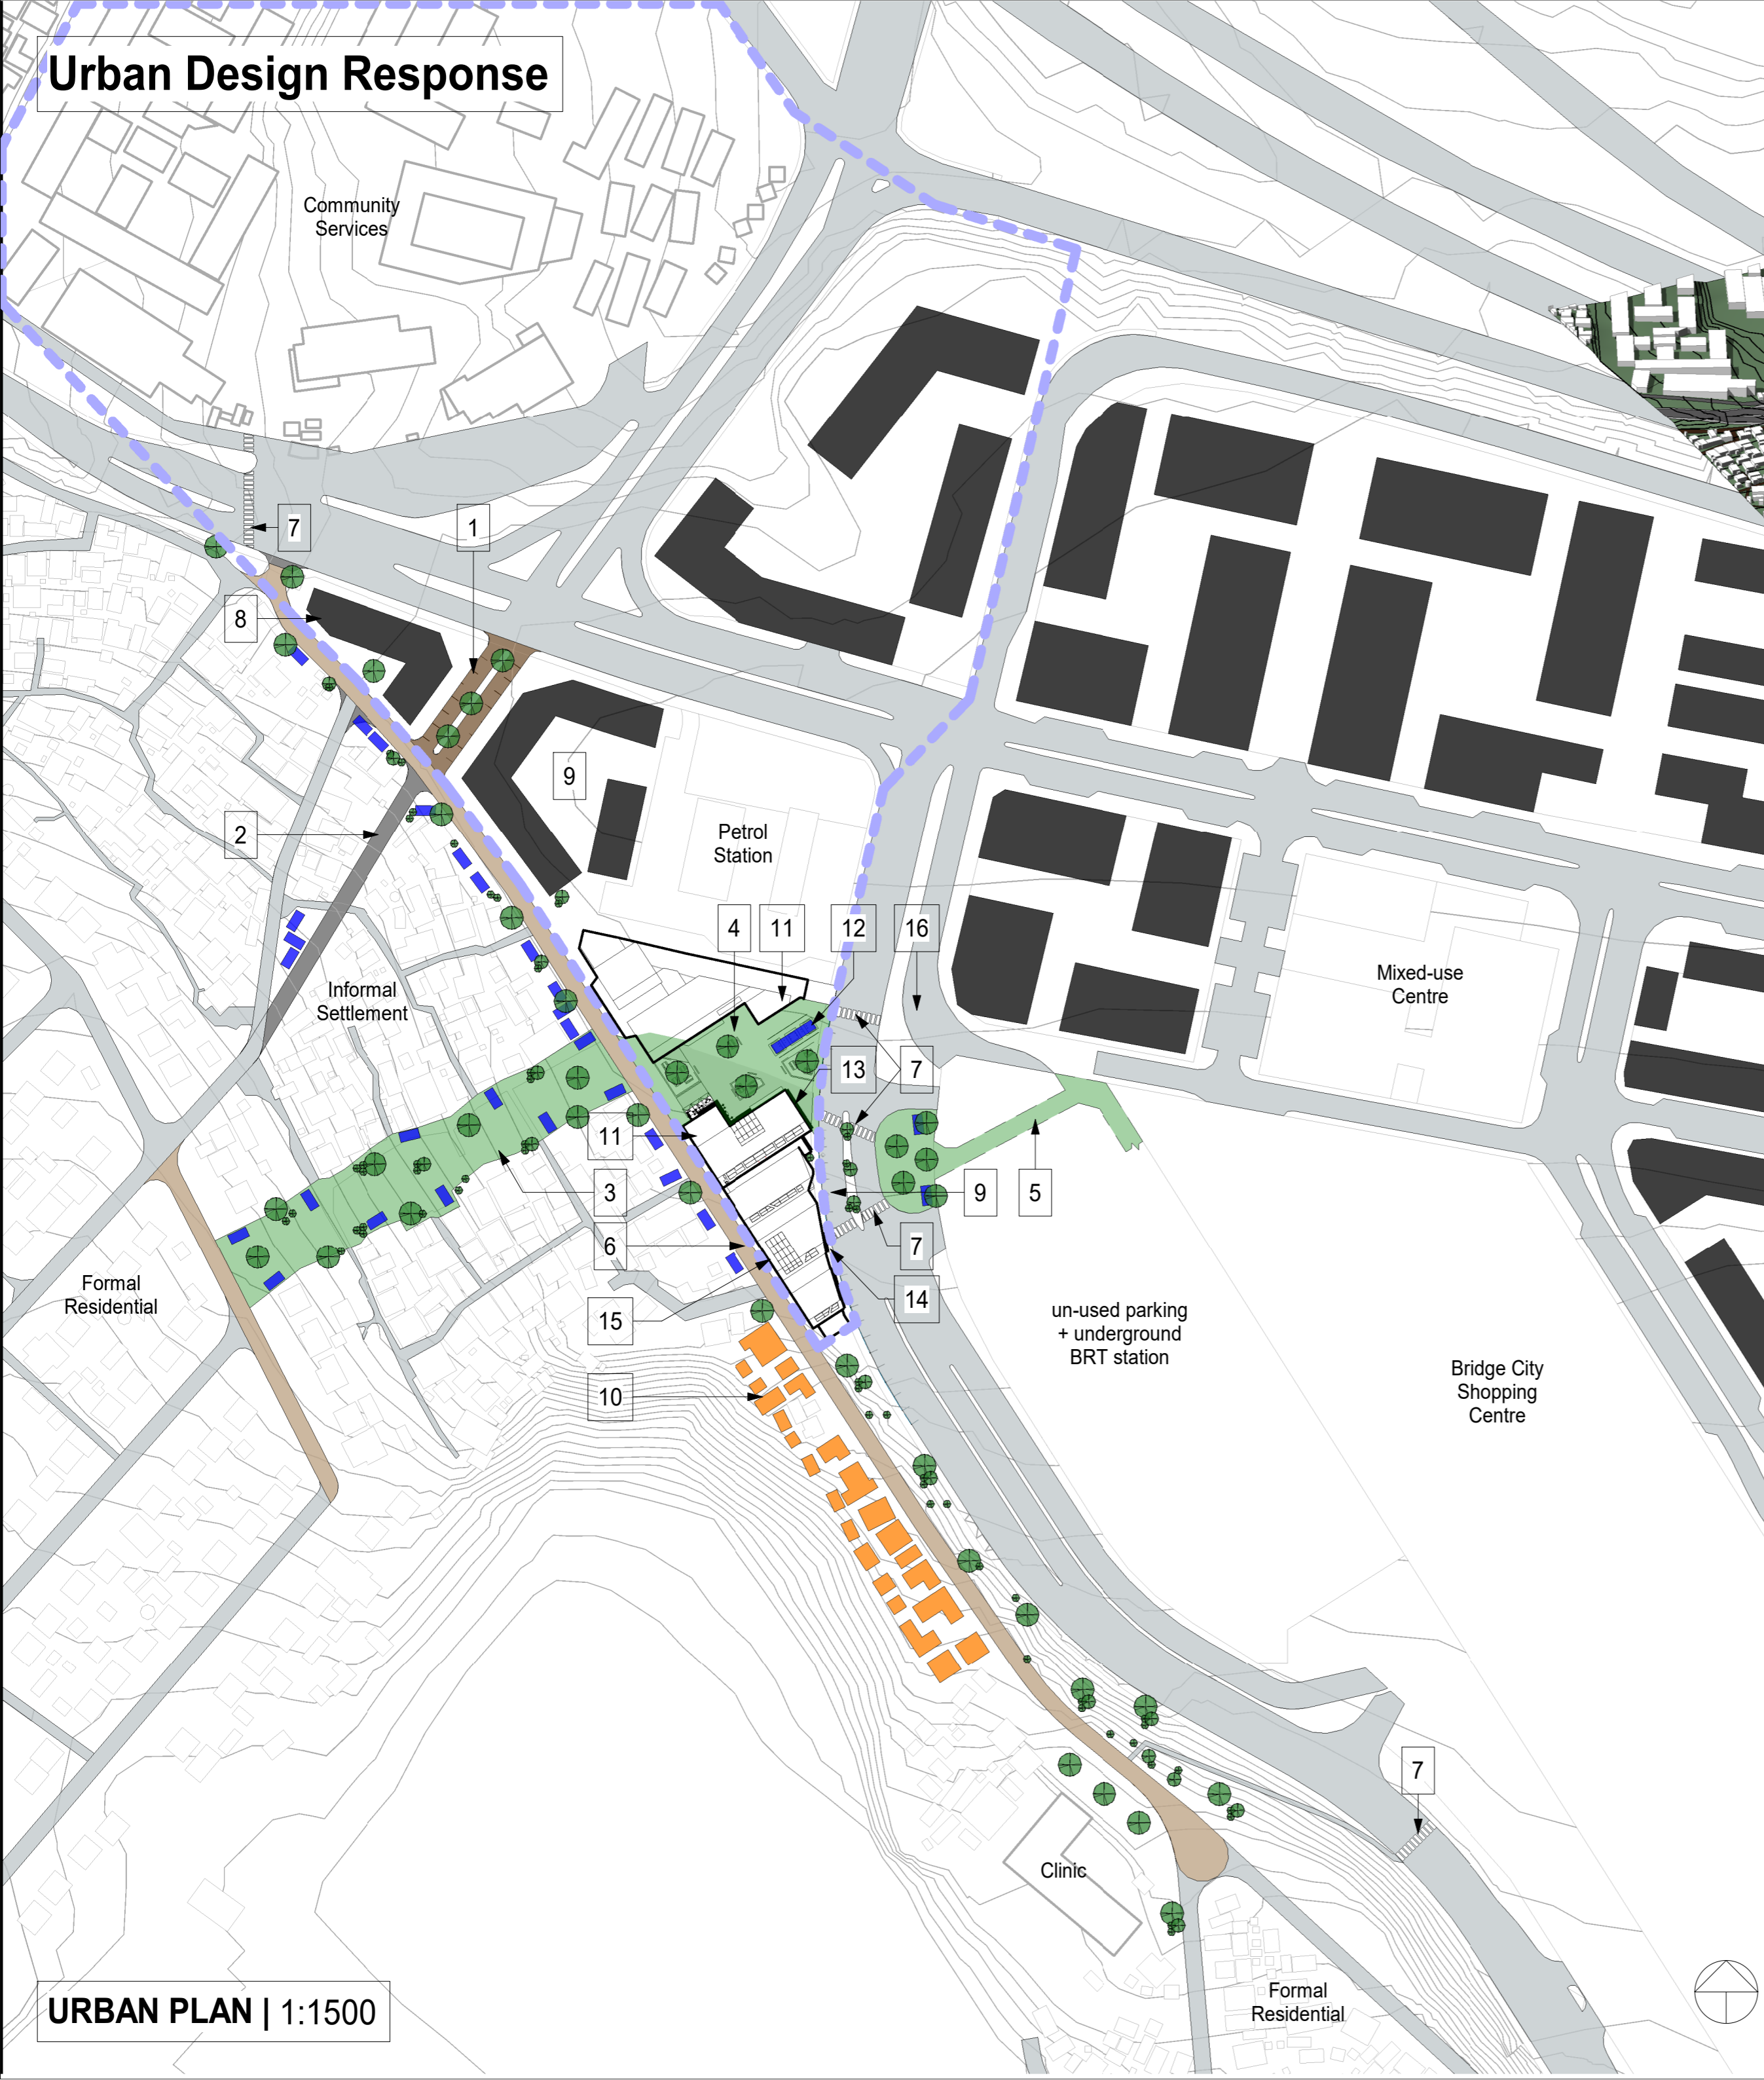 Urban Design Response
Community
Services
7
1
8
9
2
Petrol
Station
4
11
12
16
Mixed-use
Centre
Informal
Settlement
13
7
11
3
9
5
6
7
Formal
Residential
14
15
un-used parking
+ underground
BRT station
10
Bridge City
Shopping
Centre
7
Clinic
Formal
Residential
URBAN PLAN | 1:1500